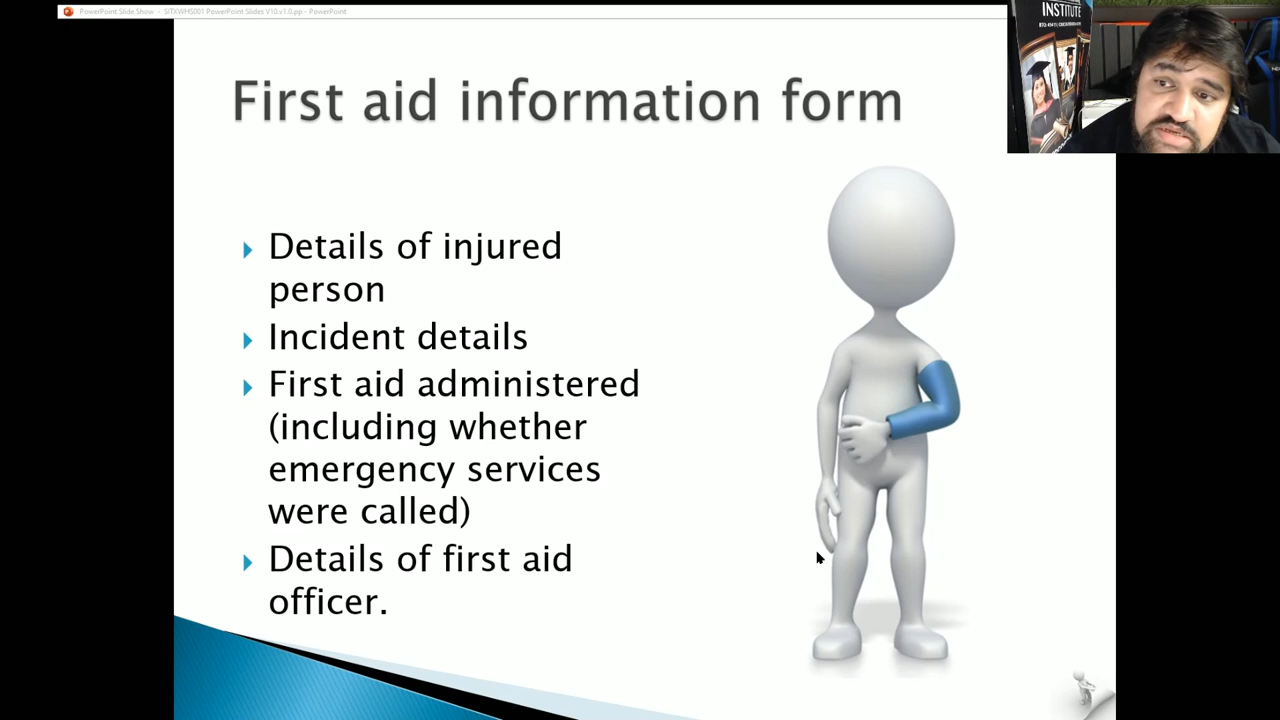 PowerPoint Slide Show - SITXWHS001 PowerPoint Slides V10.v1.0.pp - PowerPoint
INSTITUTE
First aid information form
Details of injured
person
Incident details
First aid administered
(including whether
emergency services
were called)
Details of first aid
officer.